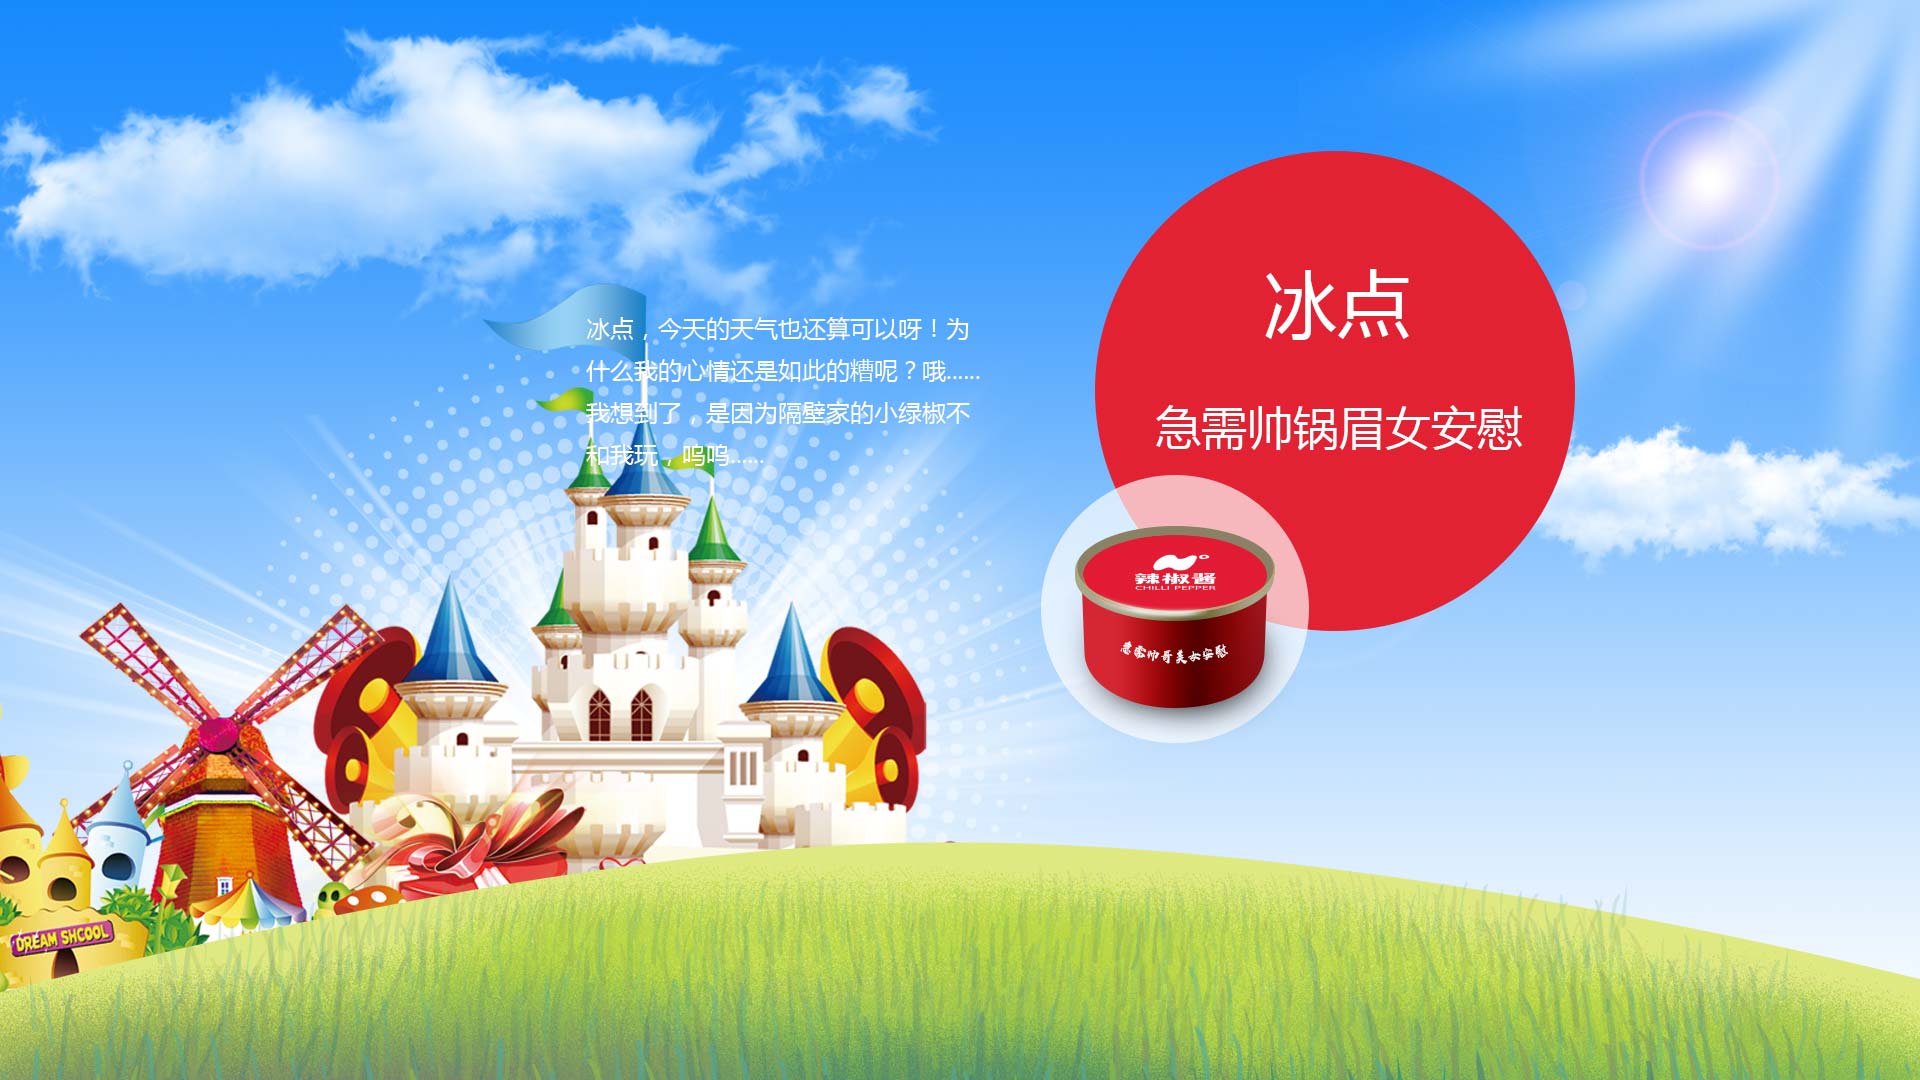 冰点，今天的天气也还算可以呀！为
什么我的心情还是如此的糟呢？哦......
我想到了，是因为隔壁家的小绿椒不
和我玩，呜呜......
冰点
急需帅锅眉女安慰
辣椒酱
CHILLI PEPPER
急需帅哥美女安慰
DREAM SHCOOL